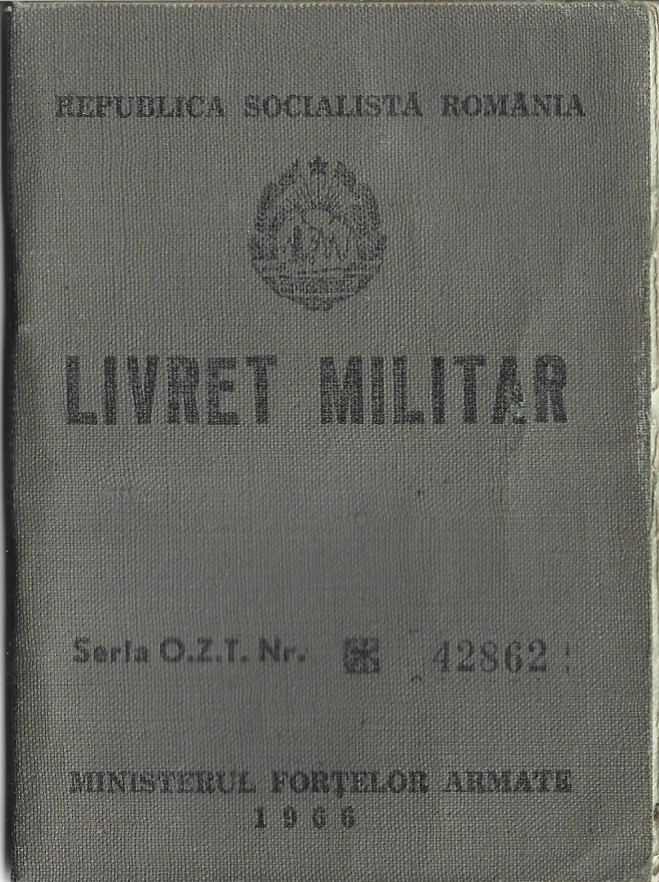 REPUBLICA SOCIALISTĂ ROMÂNIA
LIVRET MILITAR
Seria O.Z.T. Nr. 42862
MINISTERUL FORȚELOR ARMATE
1966